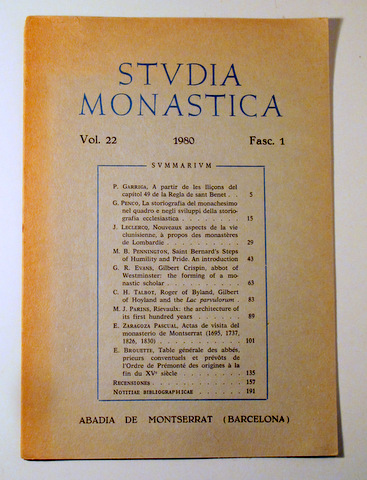 STVDIA
MONASTICA
Vol. 22 1980 Fasc. 1
SVMMARIVM
P. GARRIGA, A partir de les lliçons del
capítol 49 de la Regla de sant Benet . . 5
G. PENCO, La storiografia del monachesimo
nel quadro e negli sviluppi della storio-
grafia ecclesiastica . . . . . . . . 15
J. LECLERCQ, Nouveaux aspects de la vie
clunisienne, à propos des monastères
de Lombardie . . . . . . . . . 29
M. B. PENNINGTON, Saint Bernard's Steps
of Humility and Pride. An introduction 43
G. R. EVANS, Gilbert Crispin, abbot of
Westminster: the forming of a mo-
nastic scholar . . . . . . . . . 63
C. H. TALBOT, Roger of Byland, Gilbert
of Hoyland and the Lac parvulorum . 83
M. J. PARINS, Rievaulx: the architecture of
its first hundred years . . . . . . 89
E. ZARAGOZA PASCUAL, Actas de visita del
monasterio de Montserrat (1695, 1737,
1826, 1830) . . . . . . . . . . 101
E. BROUETTE, Table générale des abbés,
prieurs conventuels et prévôts de
l'Ordre de Prémontré des origines à la
fin du XVe siècle . . . . . . . . 135
RECENSIONES . . . . . . . . . . . 157
NOTITIAE BIBLIOGRAPHICAE . . . . . . 191
ABADIA DE MONTSERRAT (BARCELONA)